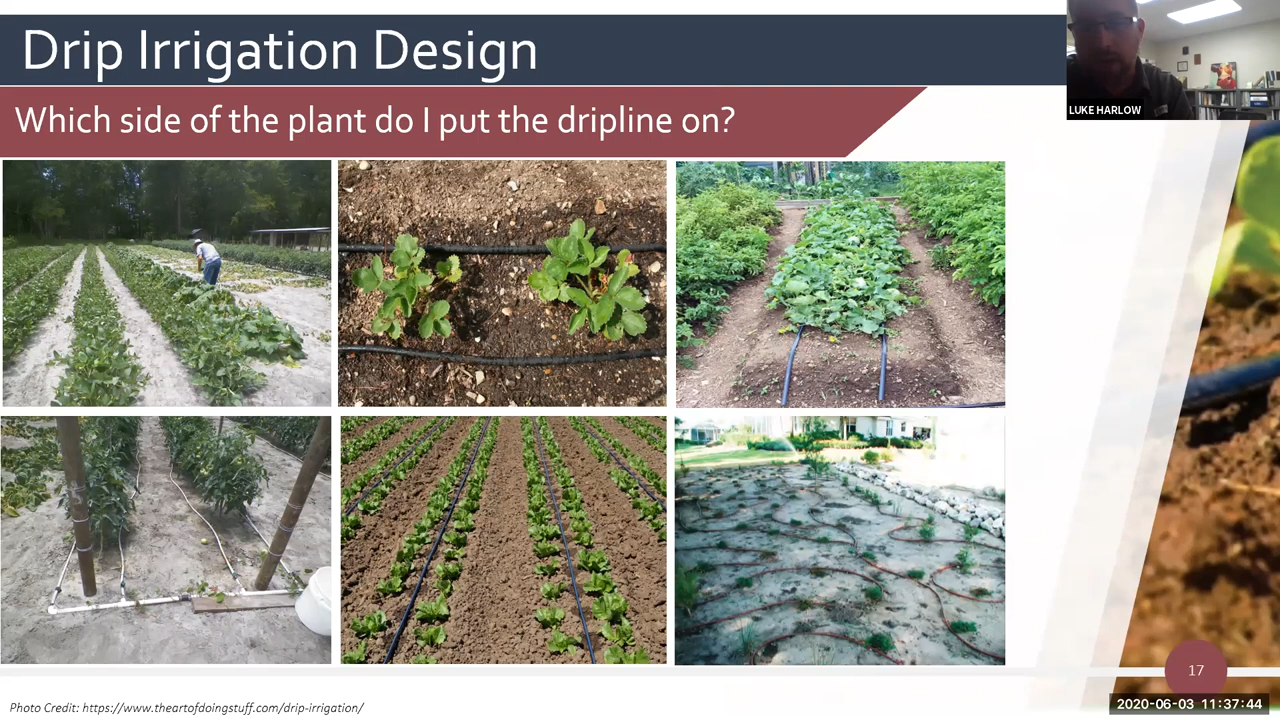 Drip Irrigation Design
LUKE HARLOW
Which side of the plant do I put the dripline on?
17
Photo Credit: https://www.theartofdoingstuff.com/drip-irrigation/
2020-06-03 11:37:44